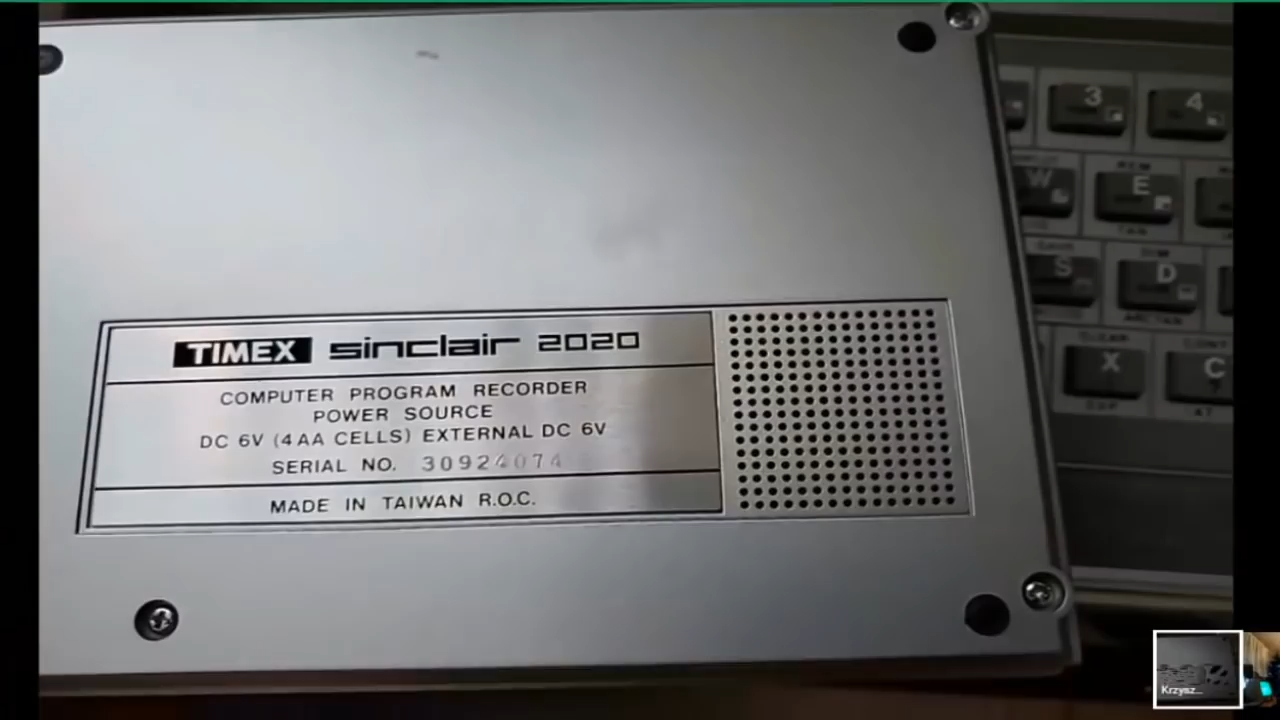 TIMEX sinclair 2020
COMPUTER PROGRAM RECORDER
POWER SOURCE
DC 6V (4 AA CELLS) EXTERNAL DC 6V
SERIAL NO. 30924074
MADE IN TAIWAN R.O.C.
3 4
W E
S D
X C
Krzysz...